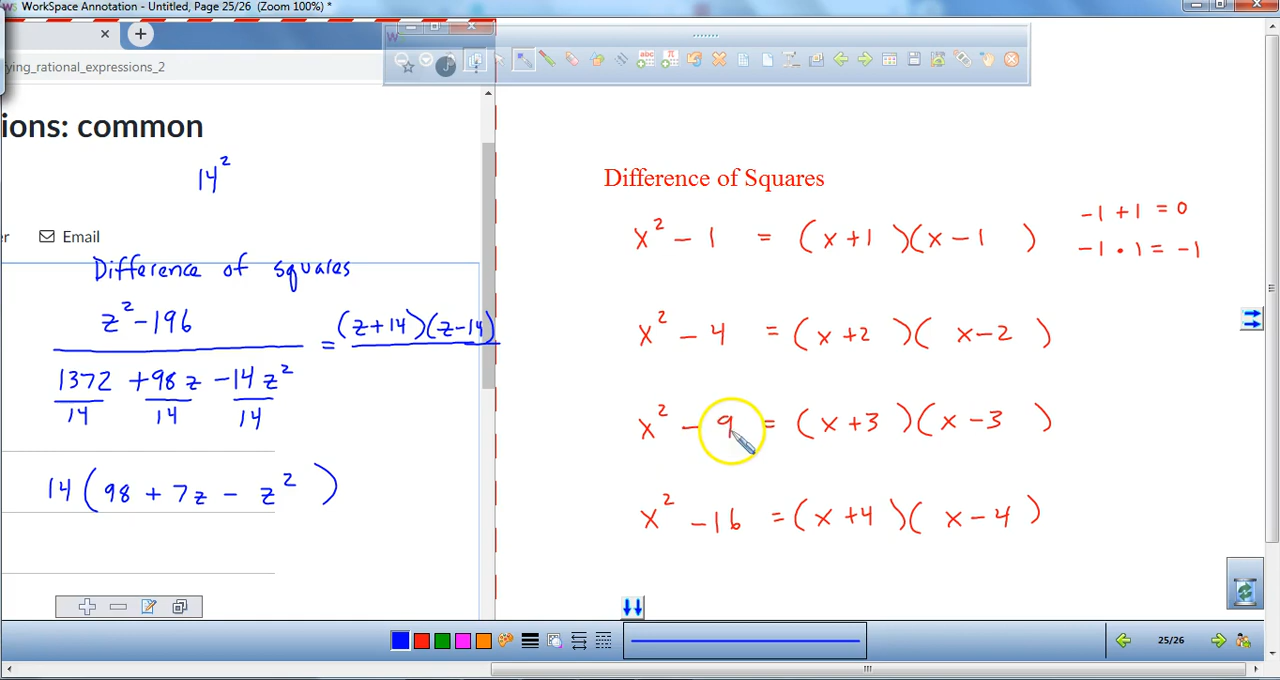 WorkSpace Annotation - Untitled, Page 25/26 (Zoom 100%) *
ying_rational_expressions_2
ions: common
14²
er Email
Difference of squares
z² - 196 = (z+14)(z-14)
1372 + 98z - 14z²
14 14 14
14(98 + 7z - z² )
Difference of Squares
x² - 1 = (x+1)(x-1)
-1 + 1 = 0
-1 • 1 = -1
x² - 4 = (x+2)(x-2)
x² - 9 = (x+3)(x-3)
x² - 16 = (x+4)(x-4)
25/26